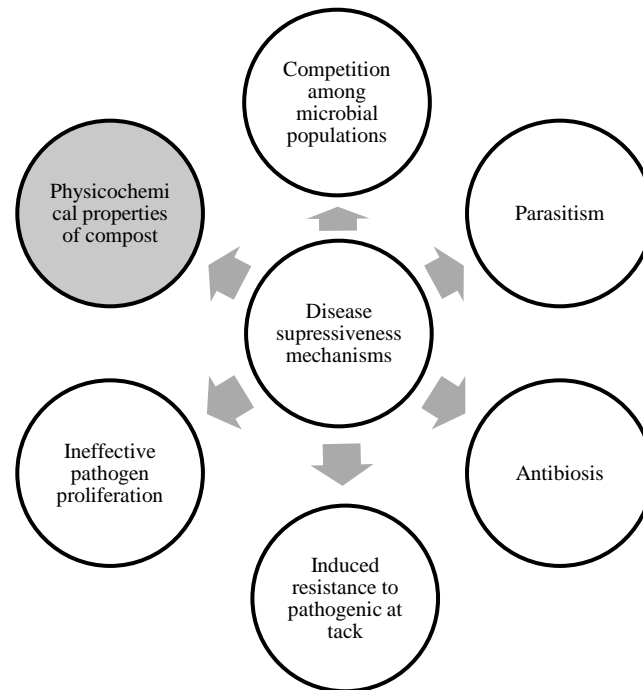 Competition
among
microbial
populations
Physicochemi
cal properties
of compost
Parasitism
Disease
supressiveness
mechanisms
Ineffective
pathogen
proliferation
Antibiosis
Induced
resistance to
pathogenic at
tack